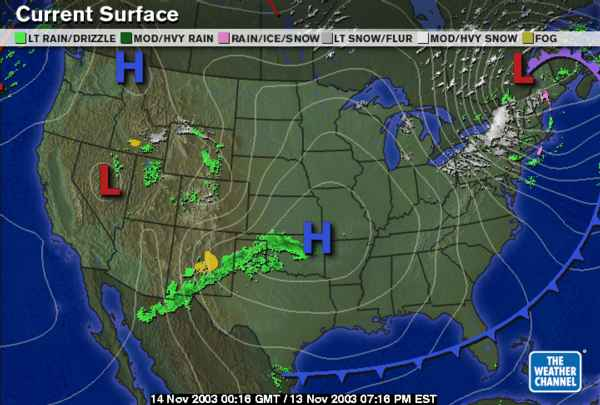 Current Surface
LT RAIN/DRIZZLE MOD/HVY RAIN RAIN/ICE/SNOW LT SNOW/FLUR MOD/HVY SNOW FOG
H
L
L
H
THE
WEATHER
CHANNEL
14 Nov 2003 00:16 GMT / 13 Nov 2003 07:16 PM EST